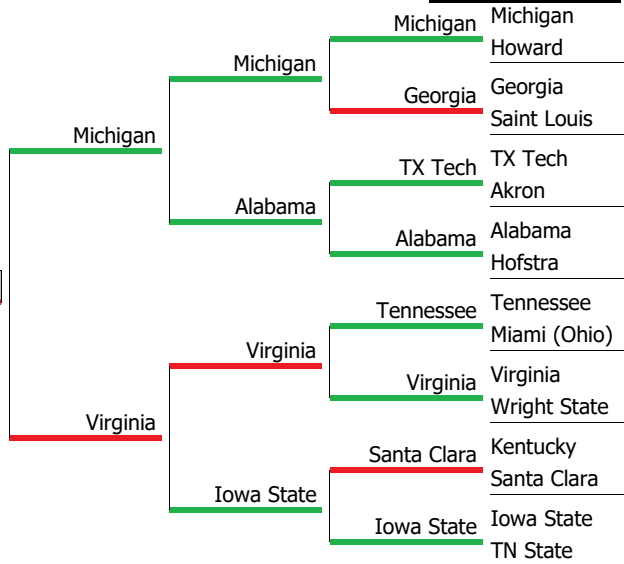 Michigan
Michigan
Howard
Michigan
Georgia
Georgia
Saint Louis
Michigan
TX Tech
TX Tech
Akron
Alabama
Alabama
Alabama
Hofstra
Tennessee
Tennessee
Miami (Ohio)
Virginia
Virginia
Virginia
Wright State
Virginia
Santa Clara
Kentucky
Santa Clara
Iowa State
Iowa State
Iowa State
TN State